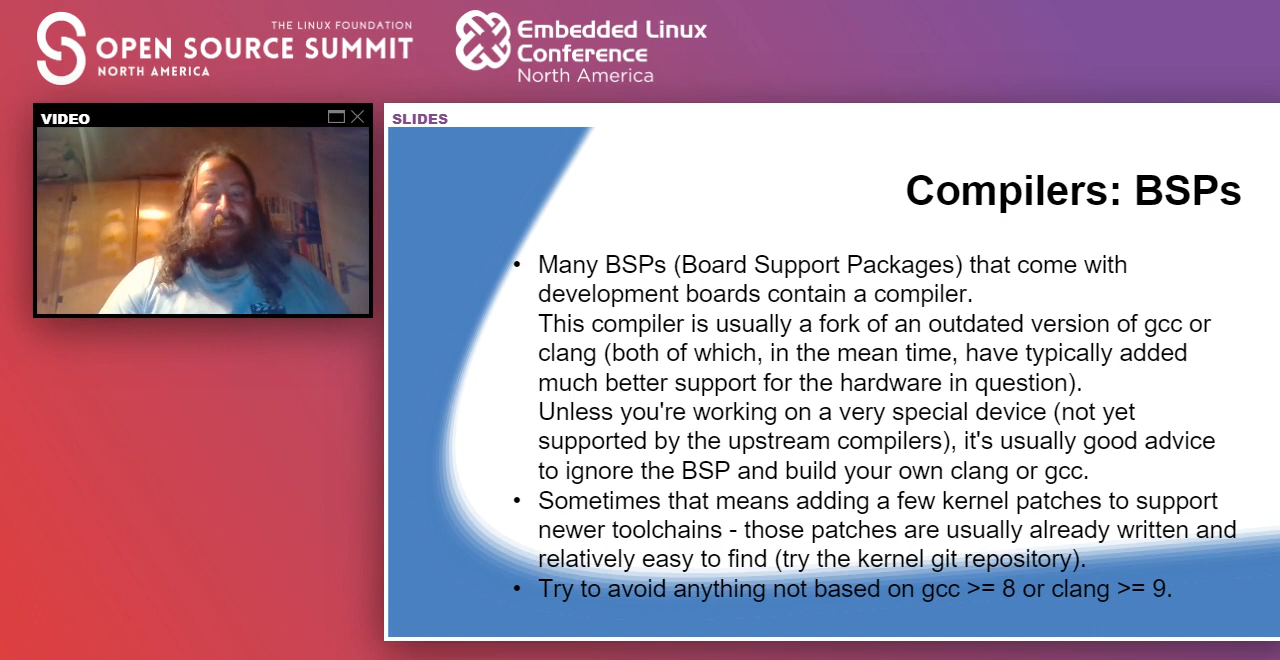 THE LINUX FOUNDATION
OPEN SOURCE SUMMIT
NORTH AMERICA
Embedded Linux
Conference
North America
VIDEO
SLIDES
Compilers: BSPs
• Many BSPs (Board Support Packages) that come with
development boards contain a compiler.
This compiler is usually a fork of an outdated version of gcc or
clang (both of which, in the mean time, have typically added
much better support for the hardware in question).
Unless you're working on a very special device (not yet
supported by the upstream compilers), it's usually good advice
to ignore the BSP and build your own clang or gcc.
• Sometimes that means adding a few kernel patches to support
newer toolchains - those patches are usually already written and
relatively easy to find (try the kernel git repository).
• Try to avoid anything not based on gcc >= 8 or clang >= 9.